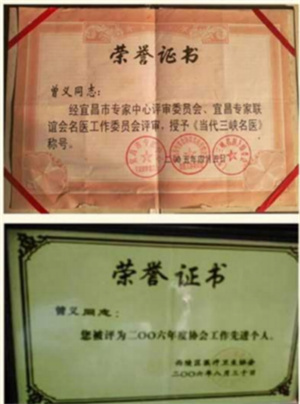 荣誉证书
曾义同志：
经宜昌市专家中心评审委员会、宜昌专家联
谊会名医工作委员会评审，授予《当代三峡名医》
称号。
荣誉证书
曾义同志：
您被评为二〇〇六年度协会工作先进个人。
二〇〇六年八月三十日